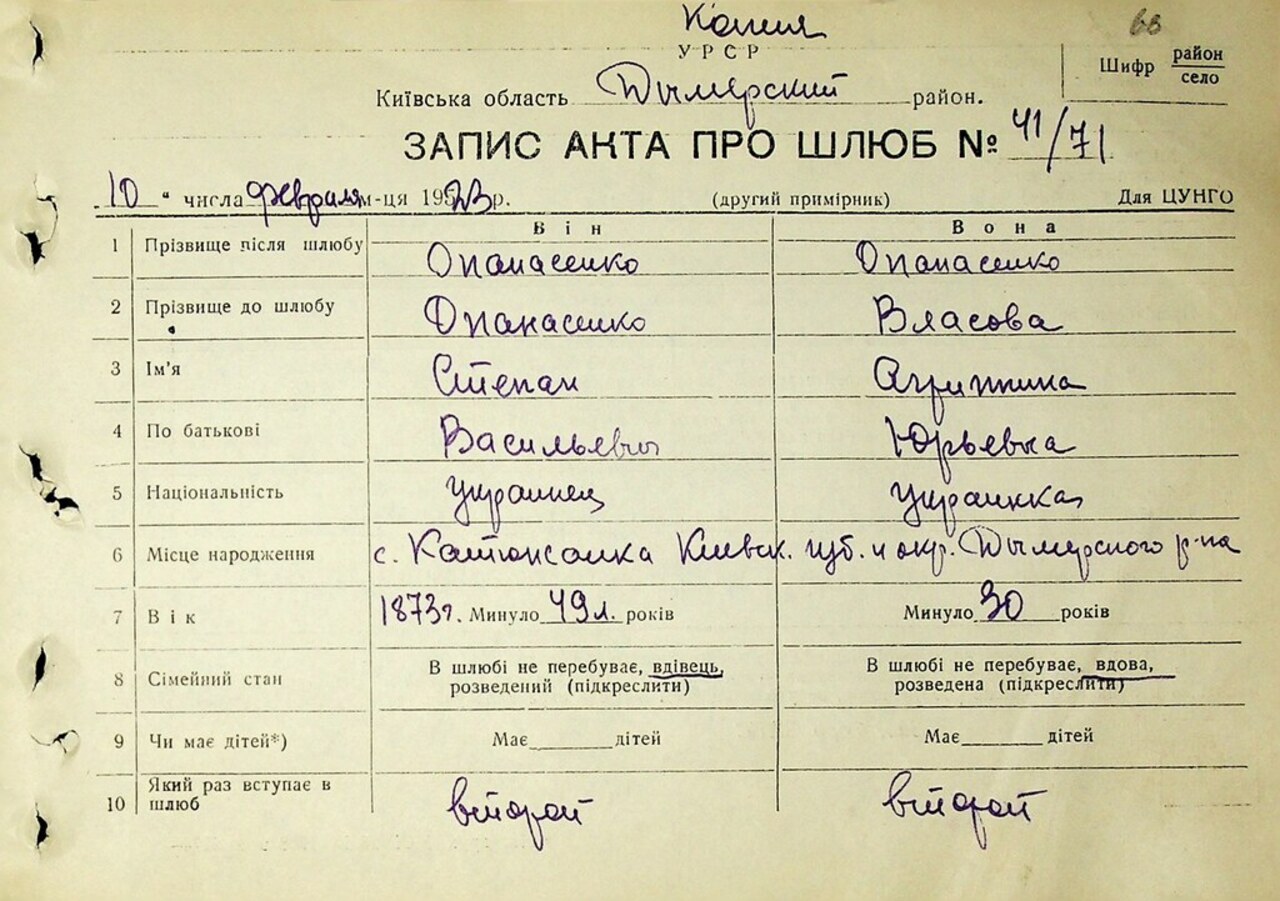 Копия
68
УРСР
Шифр район село
Київська область Дымерский район.
ЗАПИС АКТА ПРО ШЛЮБ № 41/71
10 " числа февраля м-ця 1923 р. (другий примірник) Для ЦУНГО
Він Вона
1 Прізвище після шлюбу Опанасенко Опанасенко
2 Прізвище до шлюбу Опанасенко Власова
3 Ім'я Степан Агрипина
4 По батькові Васильевич Юрьевна
5 Національність украинец украинка
6 Місце народження с. Катюжанка Киевск. губ. и окр. Дымерского р-на
7 Вік 1873г. Минуло 49 л. років Минуло 30 років
8 Сімейний стан В шлюбі не перебуває, вдівець, розведений (підкреслити) В шлюбі не перебуває, вдова, розведена (підкреслити)
9 Чи має дітей*) Має дітей Має дітей
10 Який раз вступає в шлюб второй второй